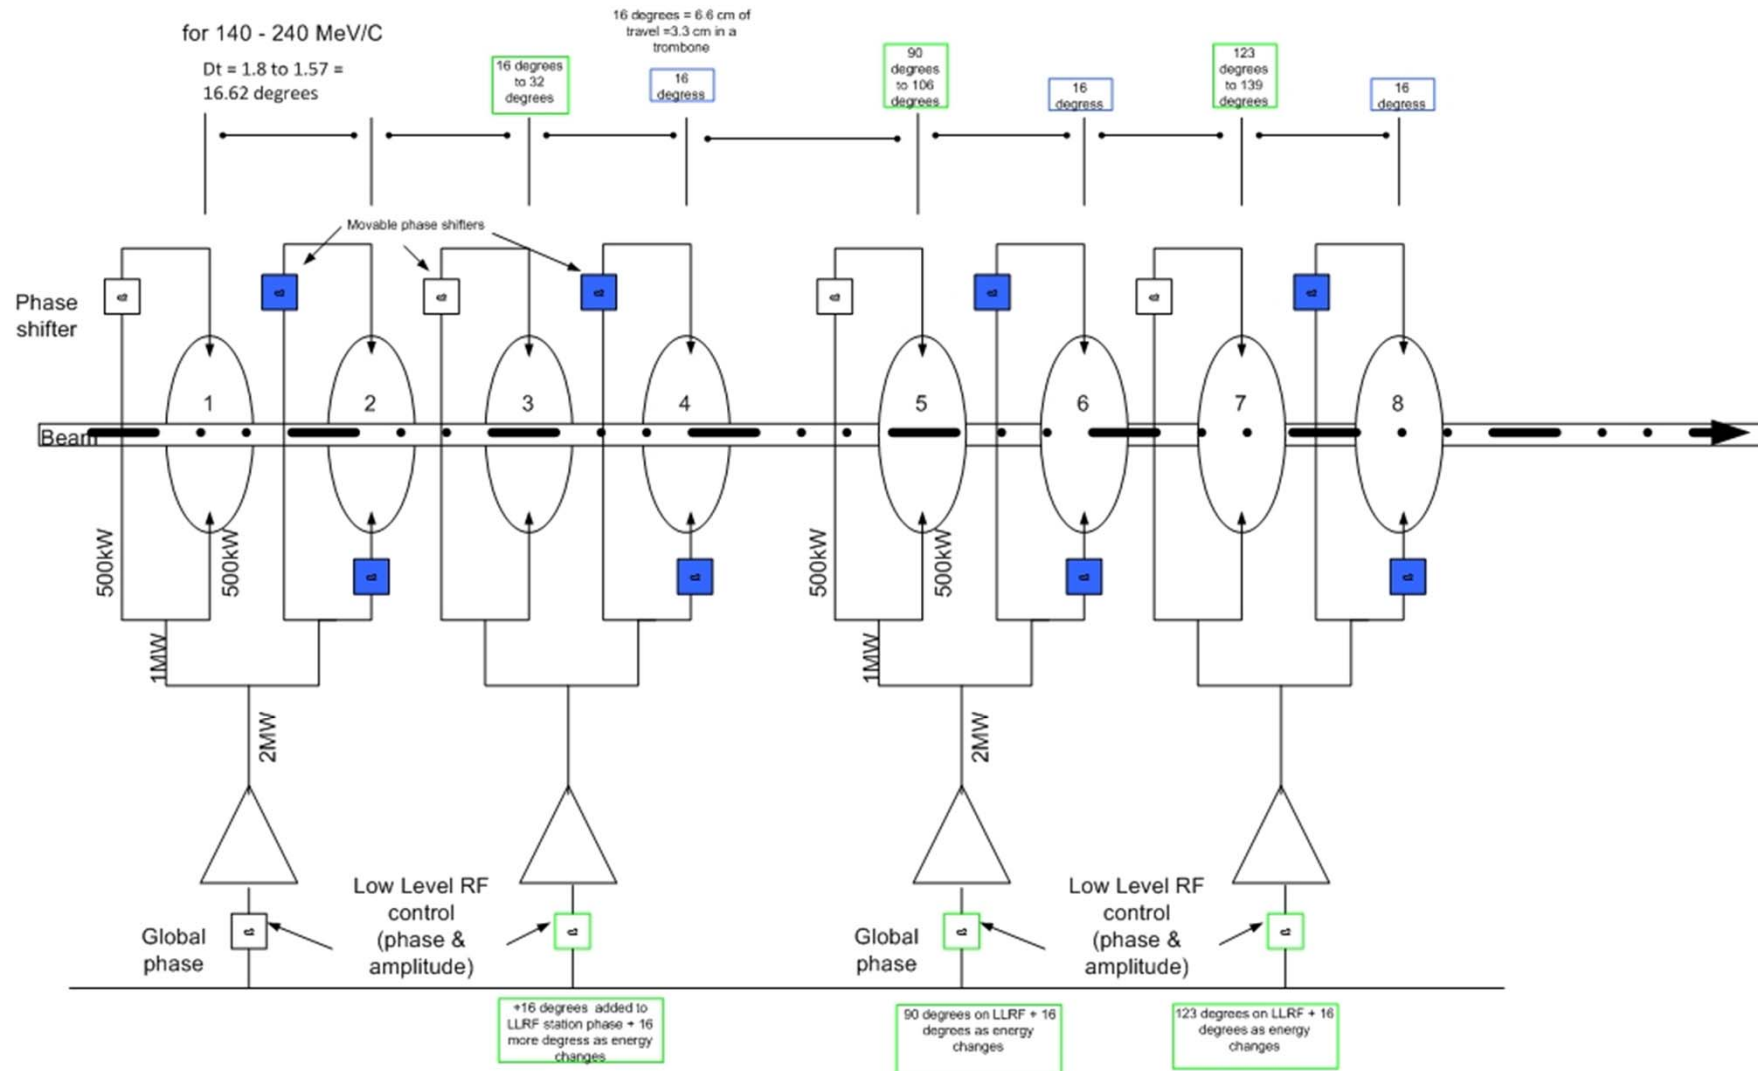 for 140 - 240 MeV/C
Dt = 1.8 to 1.57 =
16.62 degrees
16 degrees
to 32
degrees
16 degrees = 6.6 cm of
travel =3.3 cm in a
trombone
16
degress
90
degrees
to 106
degrees
16
degress
123
degrees
to 139
degrees
16
degress
Movable phase shifters
Phase
shifter
1
2
3
4
5
6
7
8
Beam
500kW
500kW
500kW
500kW
1MW
1MW
2MW
2MW
Global
phase
Low Level RF
control
(phase &
amplitude)
Global
phase
Low Level RF
control
(phase &
amplitude)
+16 degrees added to
LLRF station phase + 16
more degress as energy
changes
90 degrees on LLRF + 16
degrees as energy
changes
123 degrees on LLRF + 16
degrees as energy
changes